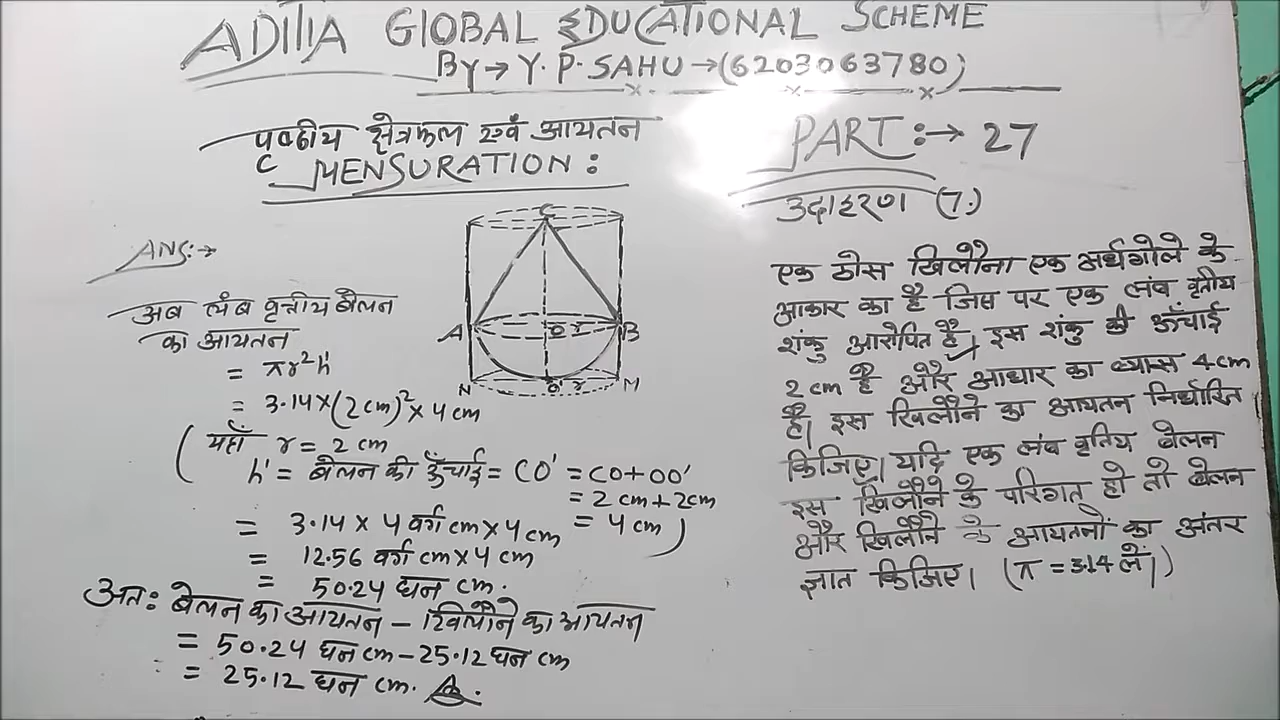 ADITIA GLOBAL EDUCATIONAL SCHEME
By → Y. P. SAHU → (6203063780)
पृष्ठीय क्षेत्रफल एवं आयतन
MENSURATION :
PART :→ 27
ANS :→
अब लंब वृत्तीय बेलन
का आयतन
= πr²h'
= 3.14 × (2 cm)² × 4 cm
( यहाँ r = 2 cm
h' = बेलन की ऊँचाई = CO' = CO + OO'
= 2 cm + 2 cm
= 4 cm )
= 3.14 × 4 वर्ग cm × 4 cm
= 12.56 वर्ग cm × 4 cm
= 50.24 घन cm.
अतः बेलन का आयतन – खिलौने का आयतन
= 50.24 घन cm – 25.12 घन cm
= 25.12 घन cm.
C
A O r B
N O' r M
उदाहरण (7.)
एक ठोस खिलौना एक अर्धगोले के
आकार का है जिस पर एक लंब वृतीय
शंकु आरोपित है। इस शंकु की ऊँचाई
2 cm है और आधार का व्यास 4 cm
है। इस खिलौने का आयतन निर्धारित
किजिए। यदि एक लंब वृतिय बेलन
इस खिलौने के परिगत हो तो बेलन
और खिलौने के आयतनों का अंतर
ज्ञात किजिए। (π = 3.14 लें।)